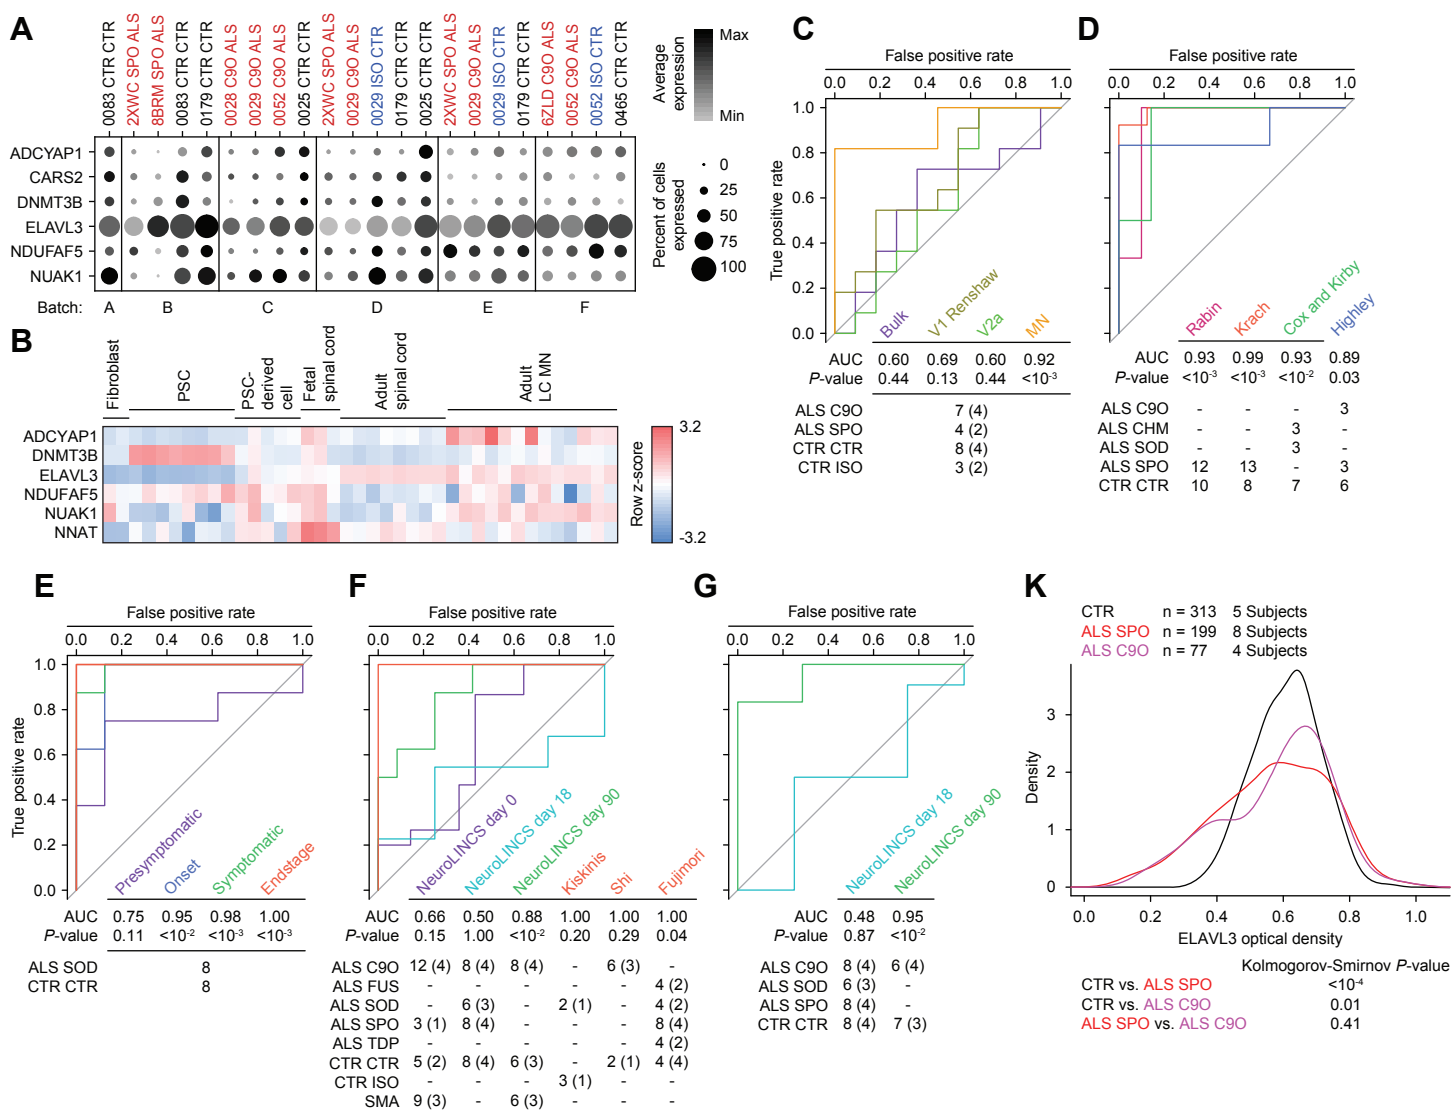 A
0083 CTR CTR
2XWC SPO ALS
8BRM SPO ALS
0083 CTR CTR
0179 CTR CTR
0028 C9O ALS
0029 C9O ALS
0052 C9O ALS
0025 CTR CTR
2XWC SPO ALS
0029 C9O ALS
0029 ISO CTR
0179 CTR CTR
0025 CTR CTR
2XWC SPO ALS
0029 C9O ALS
0029 ISO CTR
0179 CTR CTR
6ZLD C9O ALS
0052 C9O ALS
0052 ISO CTR
0465 CTR CTR
ADCYAP1
CARS2
DNMT3B
ELAVL3
NDUFAF5
NUAK1
Batch: A B C D E F
Average expression
Max
Min
Percent of cells expressed
0
25
50
75
100
B
Fibroblast
PSC
PSC-derived cell
Fetal spinal cord
Adult spinal cord
Adult LC MN
ADCYAP1
DNMT3B
ELAVL3
NDUFAF5
NUAK1
NNAT
Row z-score
3.2
-3.2
C
False positive rate
0.0 0.2 0.4 0.6 0.8 1.0
True positive rate
1.0
0.8
0.6
0.4
0.2
0.0
Bulk V1 Renshaw V2a MN
AUC 0.60 0.69 0.60 0.92
P-value 0.44 0.13 0.44 <10-3
ALS C9O 7 (4)
ALS SPO 4 (2)
CTR CTR 8 (4)
CTR ISO 3 (2)
D
False positive rate
0.0 0.2 0.4 0.6 0.8 1.0
Rabin Krach Cox and Kirby Highley
AUC 0.93 0.99 0.93 0.89
P-value <10-3 <10-3 <10-2 0.03
ALS C9O - - - 3
ALS CHM - - 3 -
ALS SOD - - 3 -
ALS SPO 12 13 - 3
CTR CTR 10 8 7 6
E
False positive rate
0.0 0.2 0.4 0.6 0.8 1.0
True positive rate
1.0
0.8
0.6
0.4
0.2
0.0
Presymptomatic Onset Symptomatic Endstage
AUC 0.75 0.95 0.98 1.00
P-value 0.11 <10-2 <10-3 <10-3
ALS SOD 8
CTR CTR 8
F
False positive rate
0.0 0.2 0.4 0.6 0.8 1.0
NeuroLINCS day 0 NeuroLINCS day 18 NeuroLINCS day 90 Kiskinis Shi Fujimori
AUC 0.66 0.50 0.88 1.00 1.00 1.00
P-value 0.15 1.00 <10-2 0.20 0.29 0.04
ALS C9O 12 (4) 8 (4) 8 (4) - 6 (3) -
ALS FUS - - - - - 4 (2)
ALS SOD - 6 (3) - 2 (1) - 4 (2)
ALS SPO 3 (1) 8 (4) - - - 8 (4)
ALS TDP - - - - - 4 (2)
CTR CTR 5 (2) 8 (4) 6 (3) - 2 (1) 4 (4)
CTR ISO - - - 3 (1) - -
SMA 9 (3) - 6 (3) - - -
G
False positive rate
0.0 0.2 0.4 0.6 0.8 1.0
NeuroLINCS day 18 NeuroLINCS day 90
AUC 0.48 0.95
P-value 0.87 <10-2
ALS C9O 8 (4) 6 (4)
ALS SOD 6 (3) -
ALS SPO 8 (4) -
CTR CTR 8 (4) 7 (3)
K
CTR n = 313 5 Subjects
ALS SPO n = 199 8 Subjects
ALS C9O n = 77 4 Subjects
Density
3
2
1
0
0.0 0.2 0.4 0.6 0.8 1.0
ELAVL3 optical density
Kolmogorov-Smirnov P-value
CTR vs. ALS SPO <10-4
CTR vs. ALS C9O 0.01
ALS SPO vs. ALS C9O 0.41